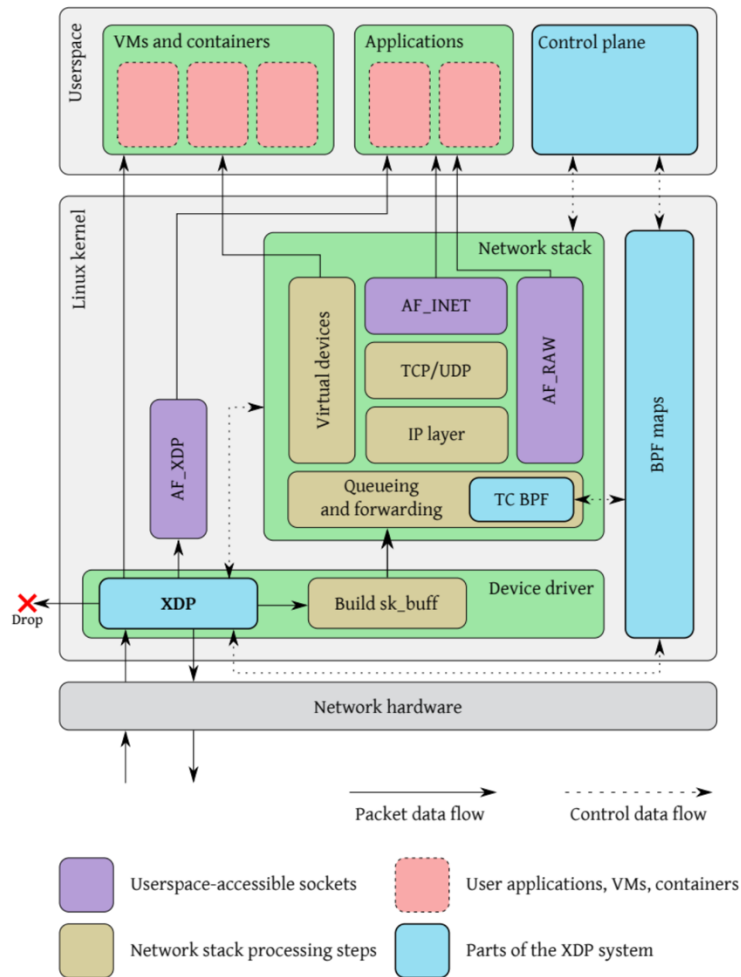 Userspace
VMs and containers
Applications
Control plane
Linux kernel
Network stack
Virtual devices
AF_INET
TCP/UDP
IP layer
AF_RAW
BPF maps
AF_XDP
Queueing
and forwarding
TC BPF
Device driver
XDP
Build sk_buff
Drop
Network hardware
Packet data flow
Control data flow
Userspace-accessible sockets
User applications, VMs, containers
Network stack processing steps
Parts of the XDP system